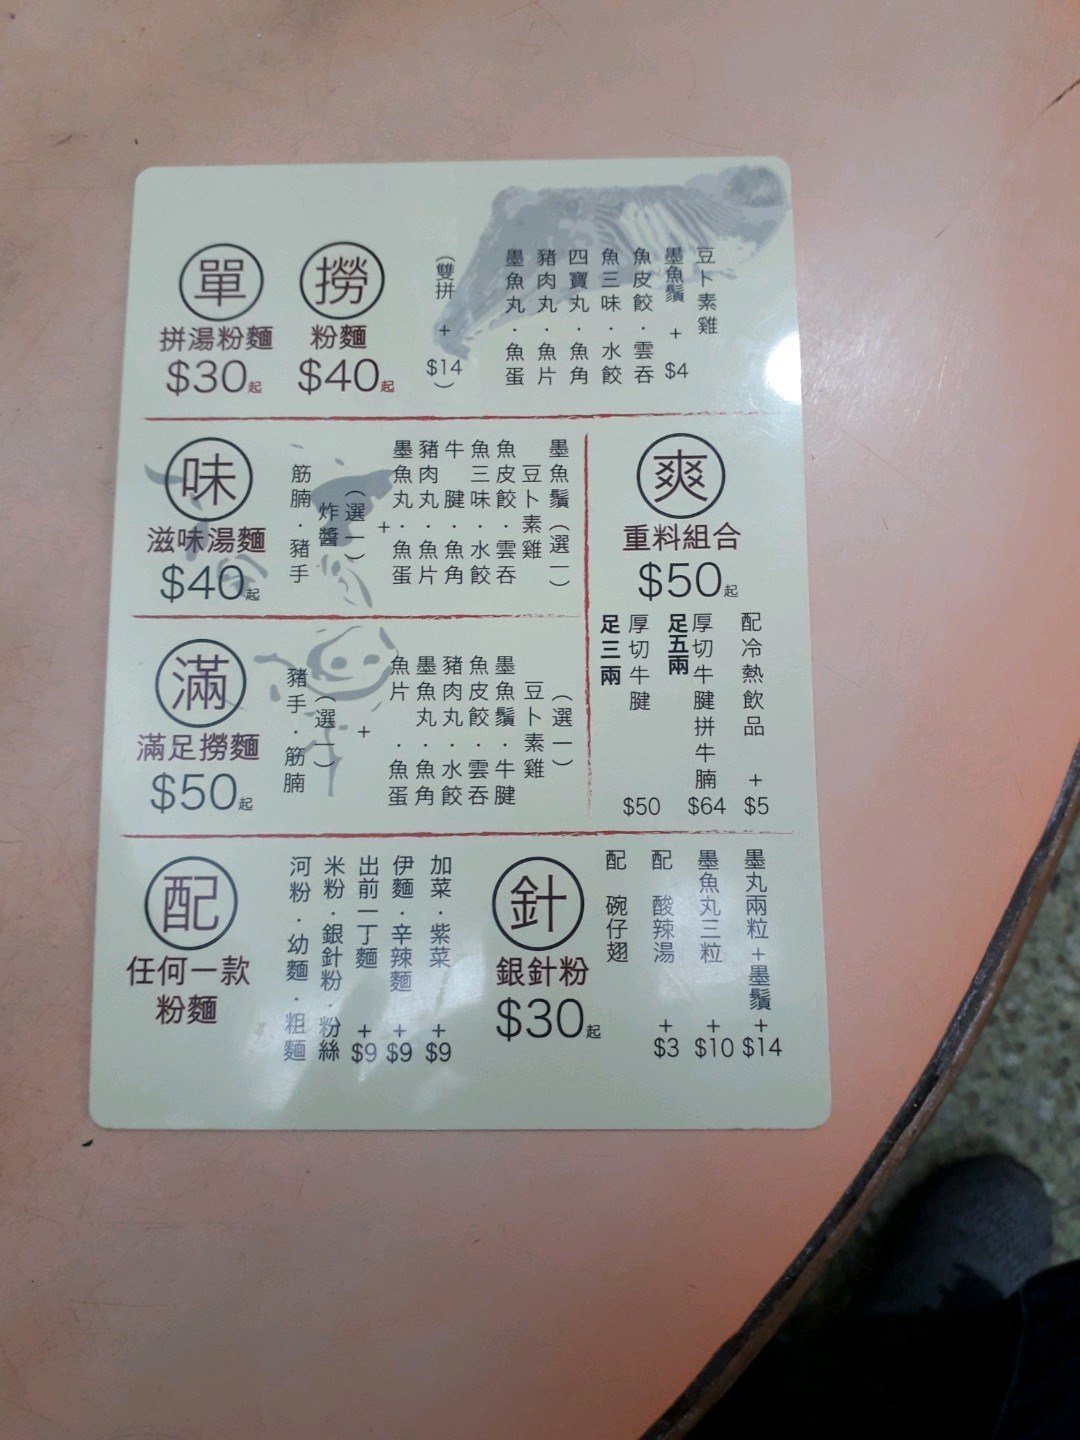 單
拼湯粉麵
$30起
撈
粉麵
$40起
(雙拼 + $14)
墨魚丸・魚蛋
豬肉丸・魚片
四寶丸・魚角
魚三味・水餃
魚皮餃・雲吞
墨魚鬚 + $4
豆卜素雞
味
滋味湯麵
$40起
筋腩・豬手
炸醬
(選一)
+
墨魚丸・魚蛋
豬肉丸・魚片
牛腱・魚角
魚三味・水餃
魚皮餃・雲吞
豆卜素雞
墨魚鬚(選一)
爽
重料組合
$50起
足三兩
厚切牛腱 $50
足五兩
厚切牛腱拼牛腩 $64
配冷熱飲品 + $5
滿
滿足撈麵
$50起
豬手・筋腩
(選一)
+
魚片・魚蛋
墨魚丸・魚角
豬肉丸・水餃
魚皮餃・雲吞
墨魚鬚・牛腱
豆卜素雞
(選一)
配
任何一款
粉麵
河粉・幼麵・粗麵
米粉・銀針粉・粉絲
出前一丁麵 + $9
伊麵・辛辣麵 + $9
加菜・紫菜 + $9
針
銀針粉
$30起
配 碗仔翅
配 酸辣湯 + $3
墨魚丸三粒 + $10
墨丸兩粒+墨鬚 + $14